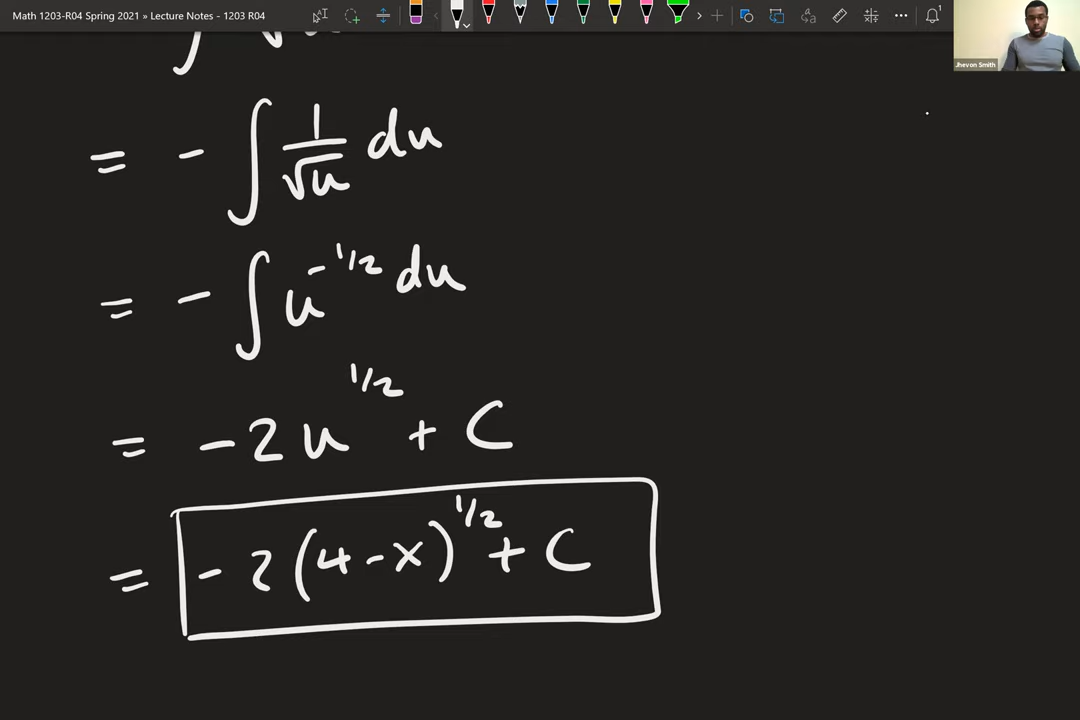 Math 1203-R04 Spring 2021 » Lecture Notes - 1203 R04
Jhevon Smith
= - ∫ 1/√u du
= - ∫ u^{-1/2} du
= -2u^{1/2} + C
= -2(4-x)^{1/2} + C